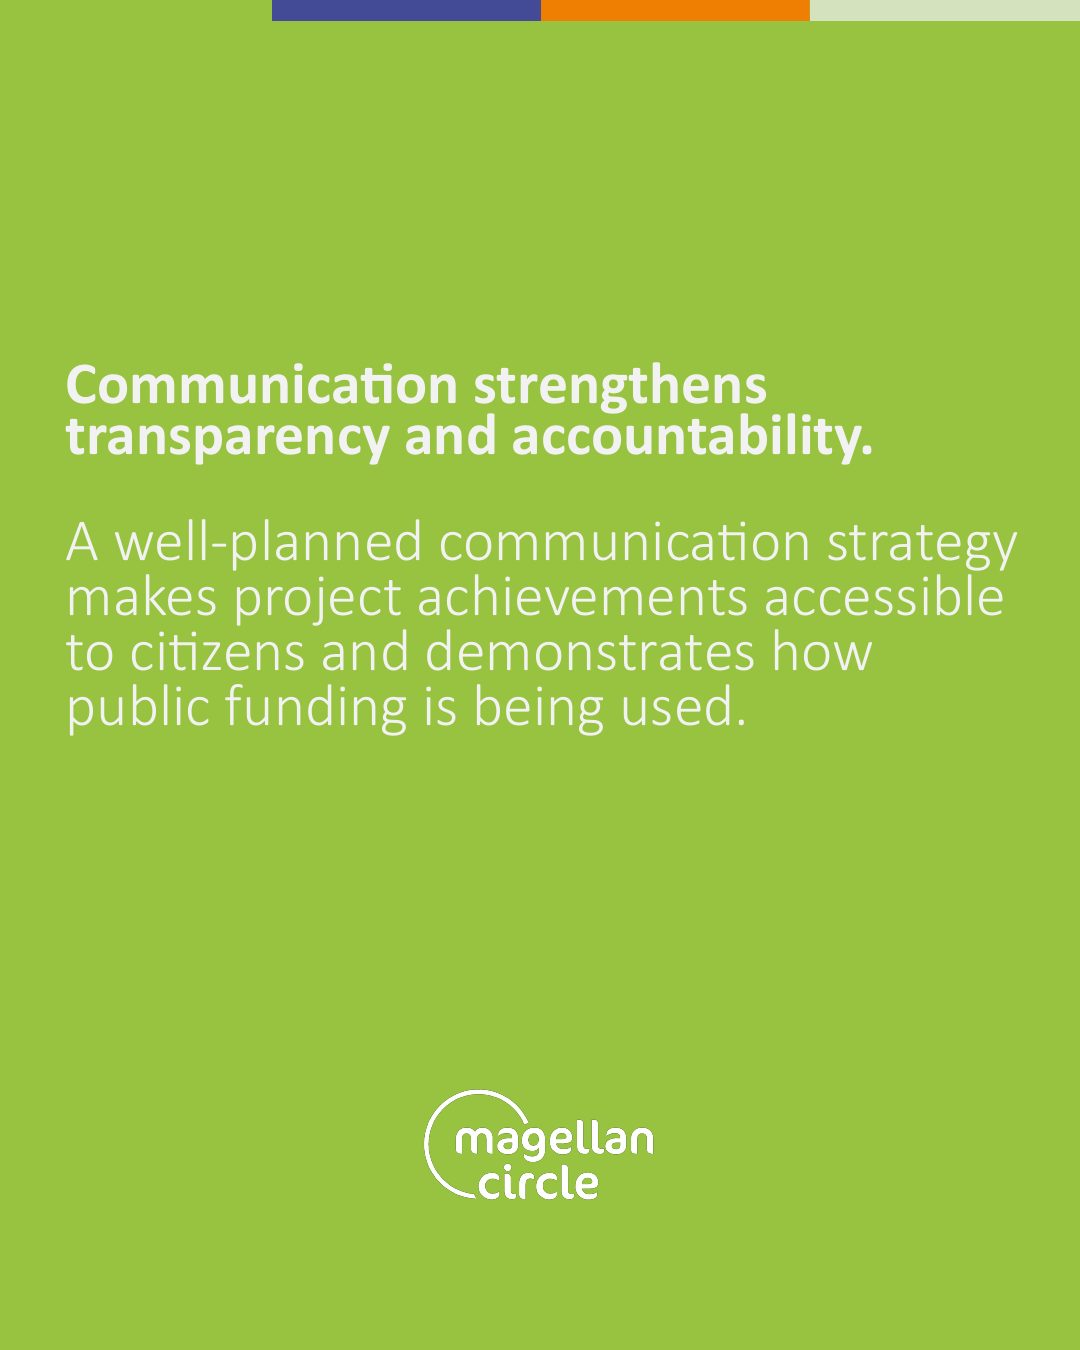 Communication strengthens
transparency and accountability.
A well-planned communication strategy
makes project achievements accessible
to citizens and demonstrates how
public funding is being used.
magellan
circle